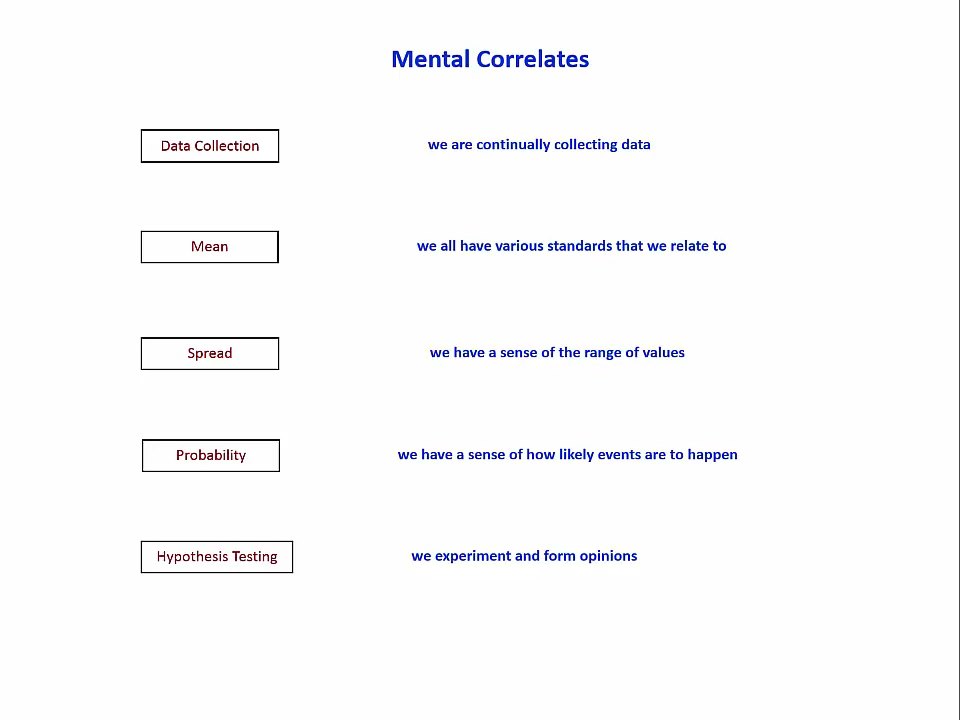 Mental Correlates
Data Collection
we are continually collecting data
Mean
we all have various standards that we relate to
Spread
we have a sense of the range of values
Probability
we have a sense of how likely events are to happen
Hypothesis Testing
we experiment and form opinions